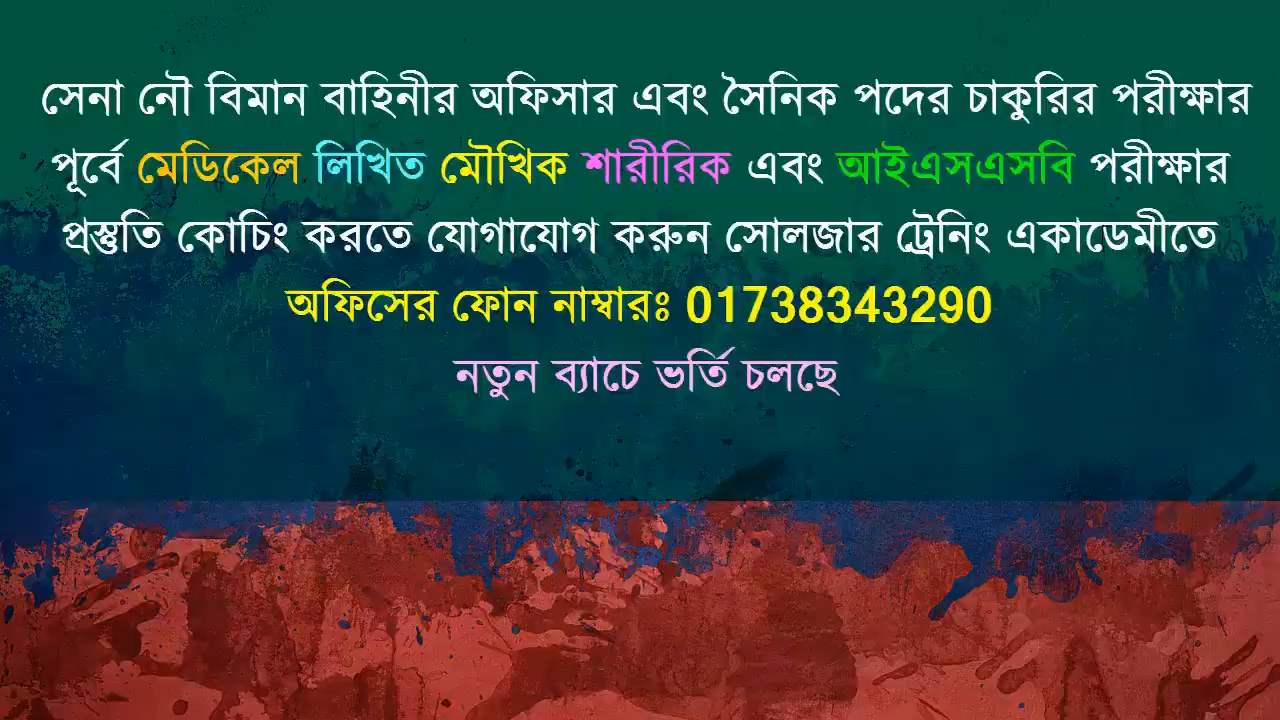 সেনা নৌ বিমান বাহিনীর অফিসার এবং সৈনিক পদের চাকুরির পরীক্ষার
পূর্বে মেডিকেল লিখিত মৌখিক শারীরিক এবং আইএসএসবি পরীক্ষার
প্রস্তুতি কোচিং করতে যোগাযোগ করুন সোলজার ট্রেনিং একাডেমীতে
অফিসের ফোন নাম্বারঃ 01738343290
নতুন ব্যাচে ভর্তি চলছে